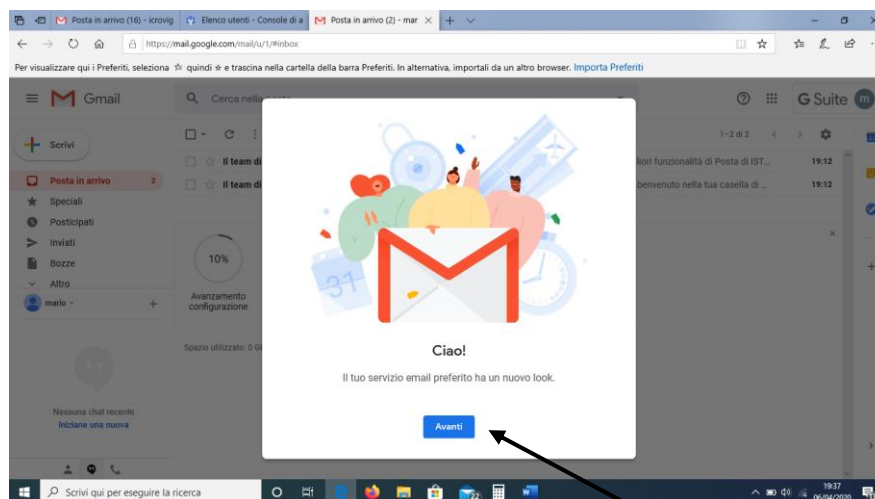 Posta in arrivo (16) - icrovig
Elenco utenti - Console di a
Posta in arrivo (2) - mar
https://mail.google.com/mail/u/1/#inbox
Per visualizzare qui i Preferiti, seleziona quindi e trascina nella cartella della barra Preferiti. In alternativa, importali da un altro browser. Importa Preferiti
Gmail
Cerca nella
G Suite
m
Scrivi
1-2 di 2
Il team di
liori funzionalità di Posta di IST...
19:12
Posta in arrivo 2
Il team di
benvenuto nella tua casella di ...
19:12
Speciali
Posticipati
Inviati
Bozze
Altro
10%
Avanzamento
configurazione
mario
31
Spazio utilizzato: 0 G
Ciao!
Il tuo servizio email preferito ha un nuovo look.
Nessuna chat recente
Iniziane una nuova
Avanti
Scrivi qui per eseguire la ricerca
22
19:37
06/04/2020